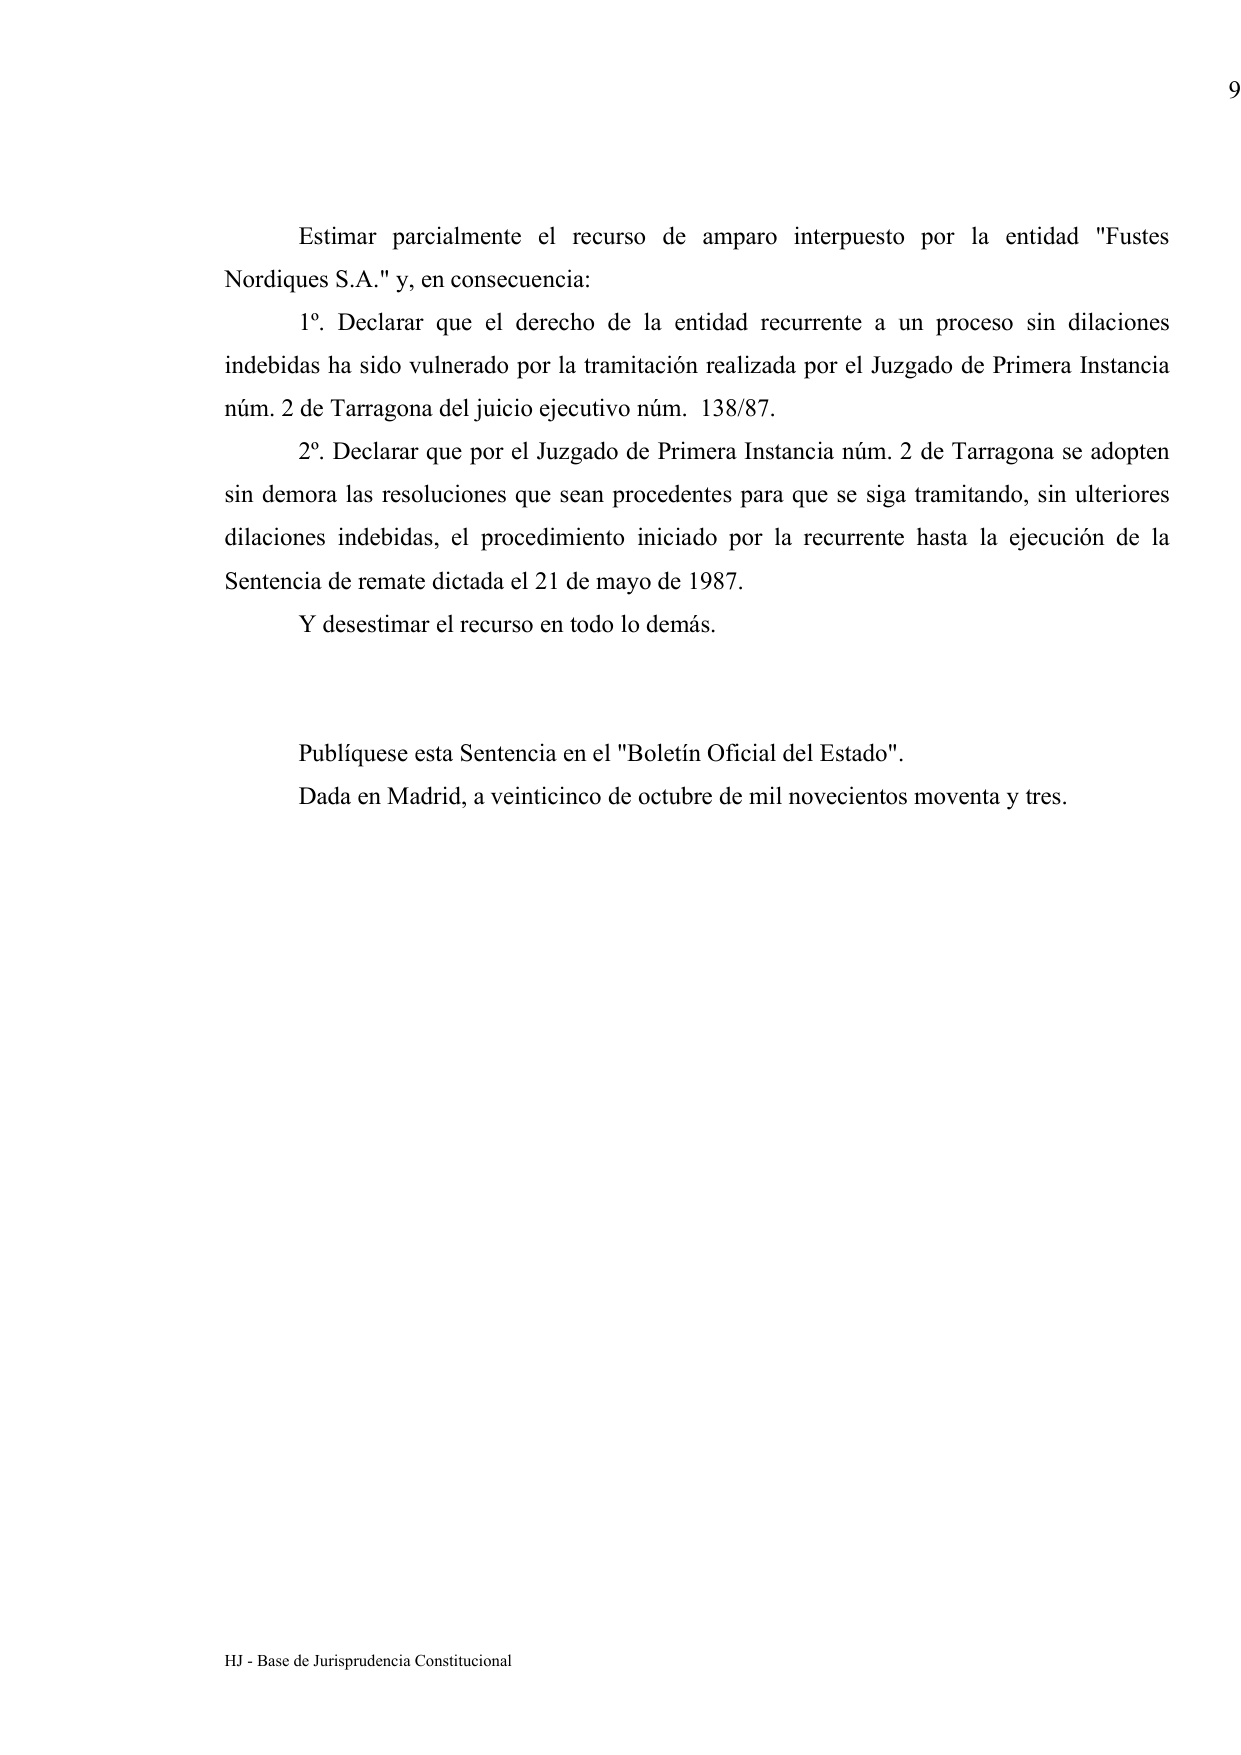 9
Estimar parcialmente el recurso de amparo interpuesto por la entidad "Fustes
Nordiques S.A." y, en consecuencia:
1º. Declarar que el derecho de la entidad recurrente a un proceso sin dilaciones
indebidas ha sido vulnerado por la tramitación realizada por el Juzgado de Primera Instancia
núm. 2 de Tarragona del juicio ejecutivo núm.  138/87.
2º. Declarar que por el Juzgado de Primera Instancia núm. 2 de Tarragona se adopten
sin demora las resoluciones que sean procedentes para que se siga tramitando, sin ulteriores
dilaciones indebidas, el procedimiento iniciado por la recurrente hasta la ejecución de la
Sentencia de remate dictada el 21 de mayo de 1987.
Y desestimar el recurso en todo lo demás.
Publíquese esta Sentencia en el "Boletín Oficial del Estado".
Dada en Madrid, a veinticinco de octubre de mil novecientos moventa y tres.
HJ - Base de Jurisprudencia Constitucional